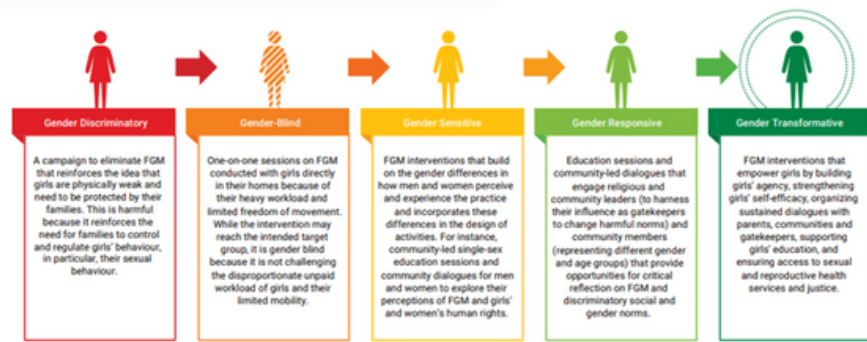 Gender Discriminatory
A campaign to eliminate FGM
that reinforces the idea that
girls are physically weak and
need to be protected by their
families. This is harmful
because it reinforces the
need for families to control
and regulate girls' behaviour,
in particular, their sexual
behaviour.
Gender-Blind
One-on-one sessions on FGM
conducted with girls directly
in their homes because of
their heavy workload and
limited freedom of movement.
While the intervention may
reach the intended target
group, it is gender blind
because it is not challenging
the disproportionate unpaid
workload of girls and their
limited mobility.
Gender Sensitive
FGM interventions that build
on the gender differences in
how men and women perceive
and experience the practice
and incorporates these
differences in the design of
activities. For instance,
community-led single-sex
education sessions and
community dialogues for men
and women to explore their
perceptions of FGM and girls'
and women's human rights.
Gender Responsive
Education sessions and
community-led dialogues that
engage religious and
community leaders (to harness
their influence as gatekeepers
to change harmful norms) and
community members
(representing different gender
and age groups) that provide
opportunities for critical
reflection on FGM and
discriminatory social and
gender norms.
Gender Transformative
FGM interventions that
empower girls by building
girls' agency, strengthening
girls' self-efficacy, organizing
sustained dialogues with
parents, communities and
gatekeepers, supporting
girls' education, and
ensuring access to sexual
and reproductive health
services and justice.